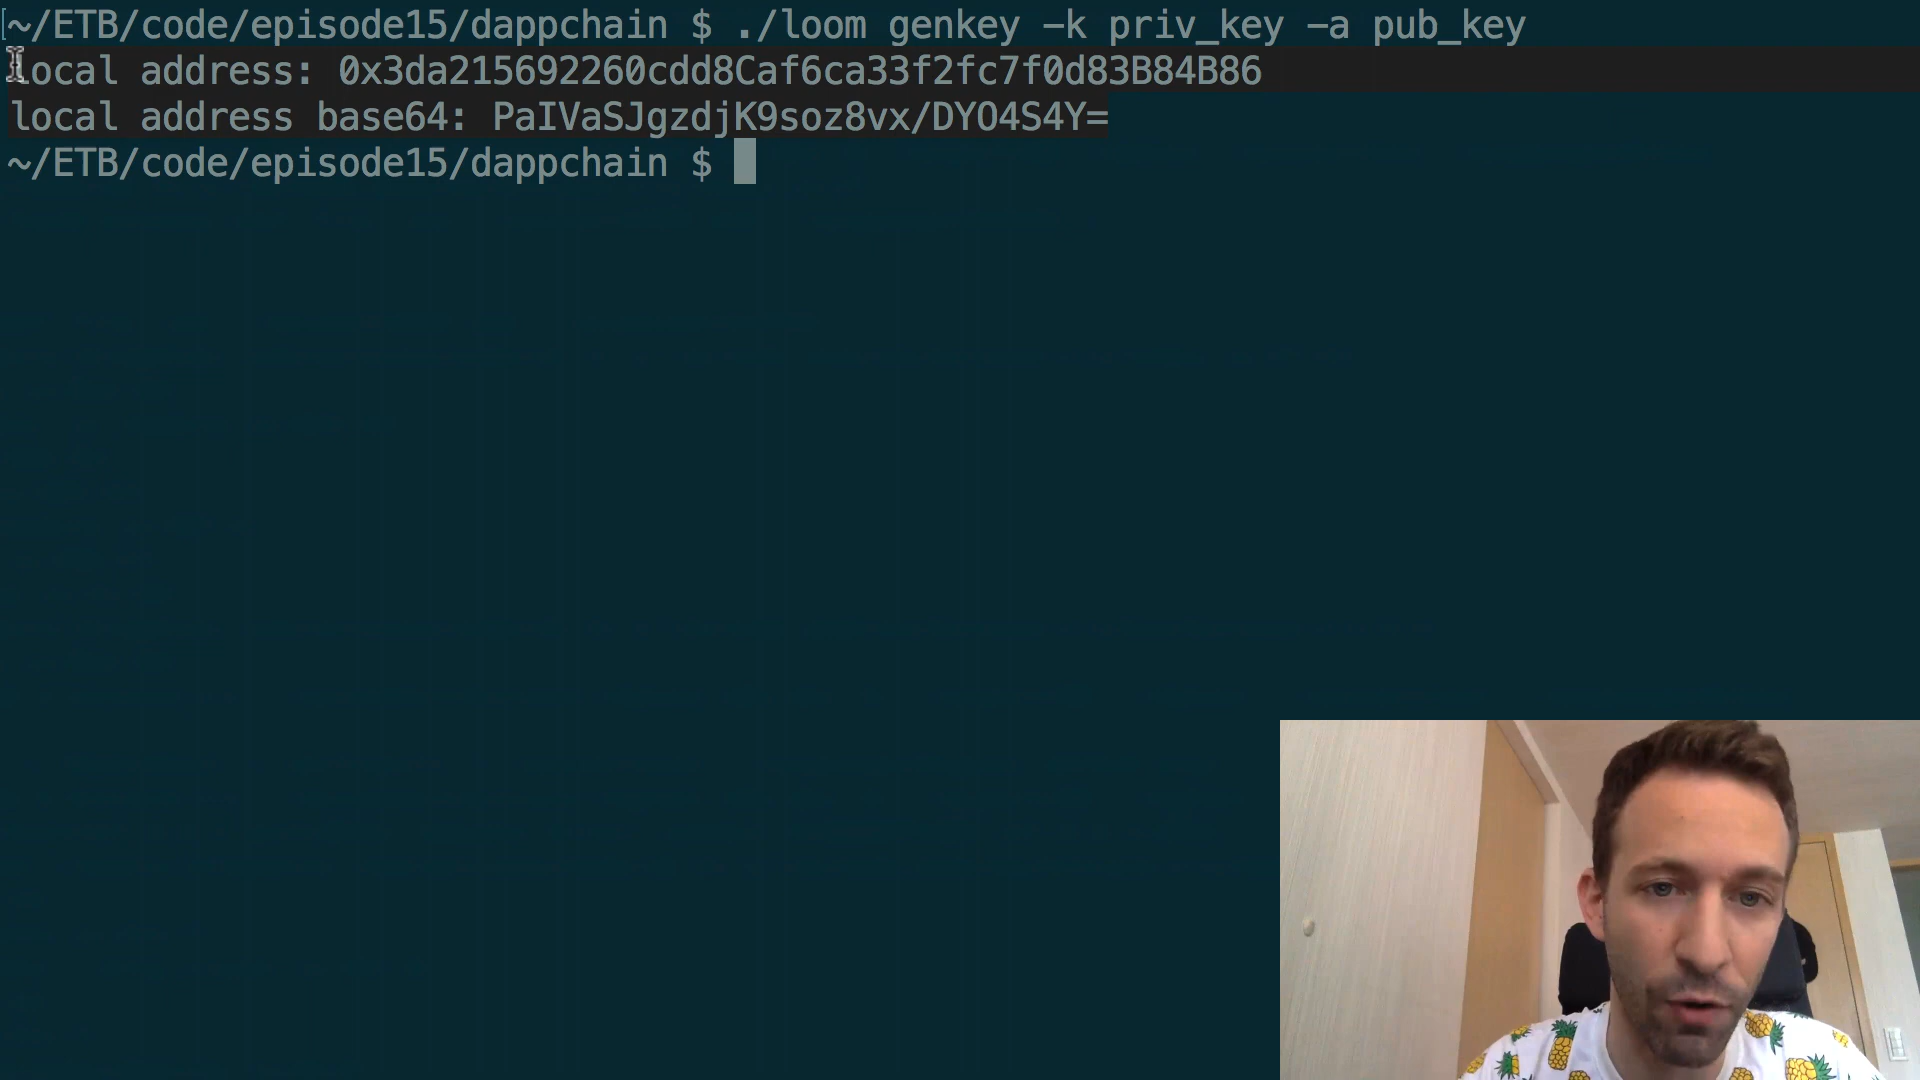 ~/ETB/code/episode15/dappchain $ ./loom genkey -k priv_key -a pub_key
local address: 0x3da215692260cdd8Caf6ca33f2fc7f0d83B84B86
local address base64: PaIVaSJgzdjK9soz8vx/DYO4S4Y=
~/ETB/code/episode15/dappchain $